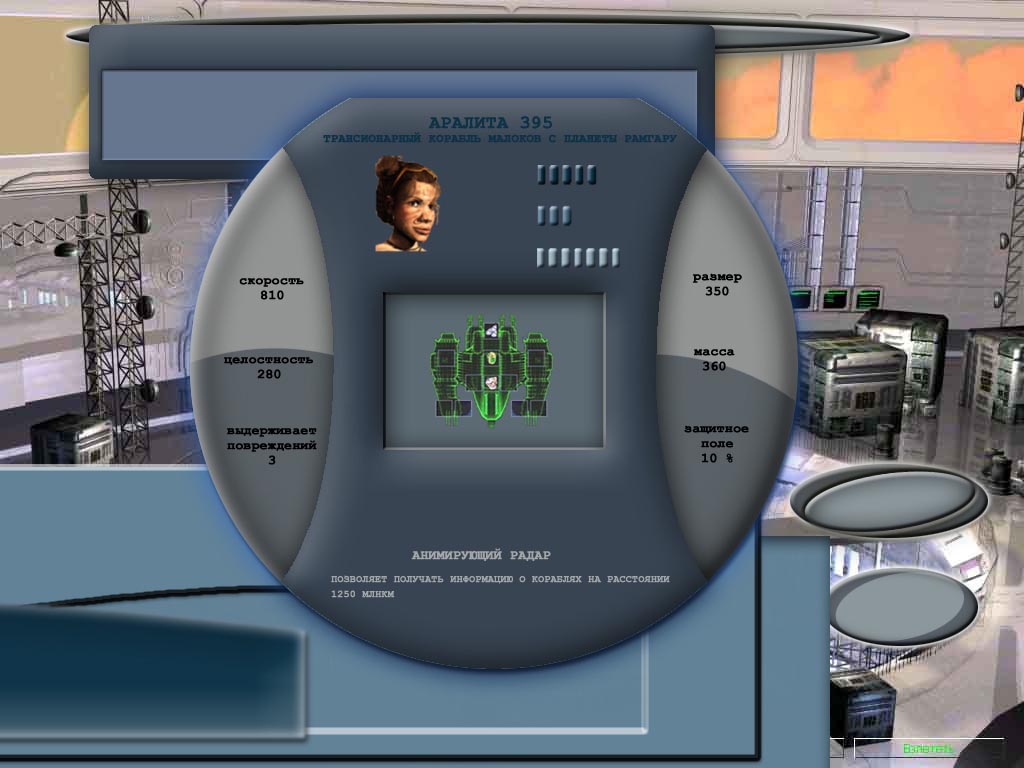 АРАЛИТА 395
ТРАНСИОНАРНЫЙ КОРАБЛЬ МАЛОКОВ С ПЛАНЕТЫ РАМГАРУ
скорость
810
размер
350
целостность
280
масса
360
выдерживает
повреждений
3
защитное
поле
10 %
АНИМИРУЮЩИЙ РАДАР
ПОЗВОЛЯЕТ ПОЛУЧАТЬ ИНФОРМАЦИЮ О КОРАБЛЯХ НА РАССТОЯНИИ
1250 МЛНКМ
Взлететь